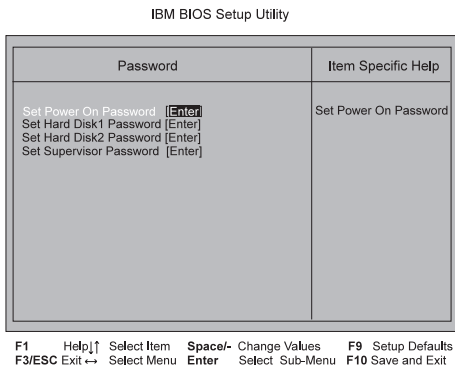 IBM BIOS Setup Utility
Password
Item Specific Help
Set Power On Password [Enter]
Set Hard Disk1 Password [Enter]
Set Hard Disk2 Password [Enter]
Set Supervisor Password [Enter]
Set Power On Password
F1 Help↓↑ Select Item Space/- Change Values F9 Setup Defaults
F3/ESC Exit ↔ Select Menu Enter Select Sub-Menu F10 Save and Exit